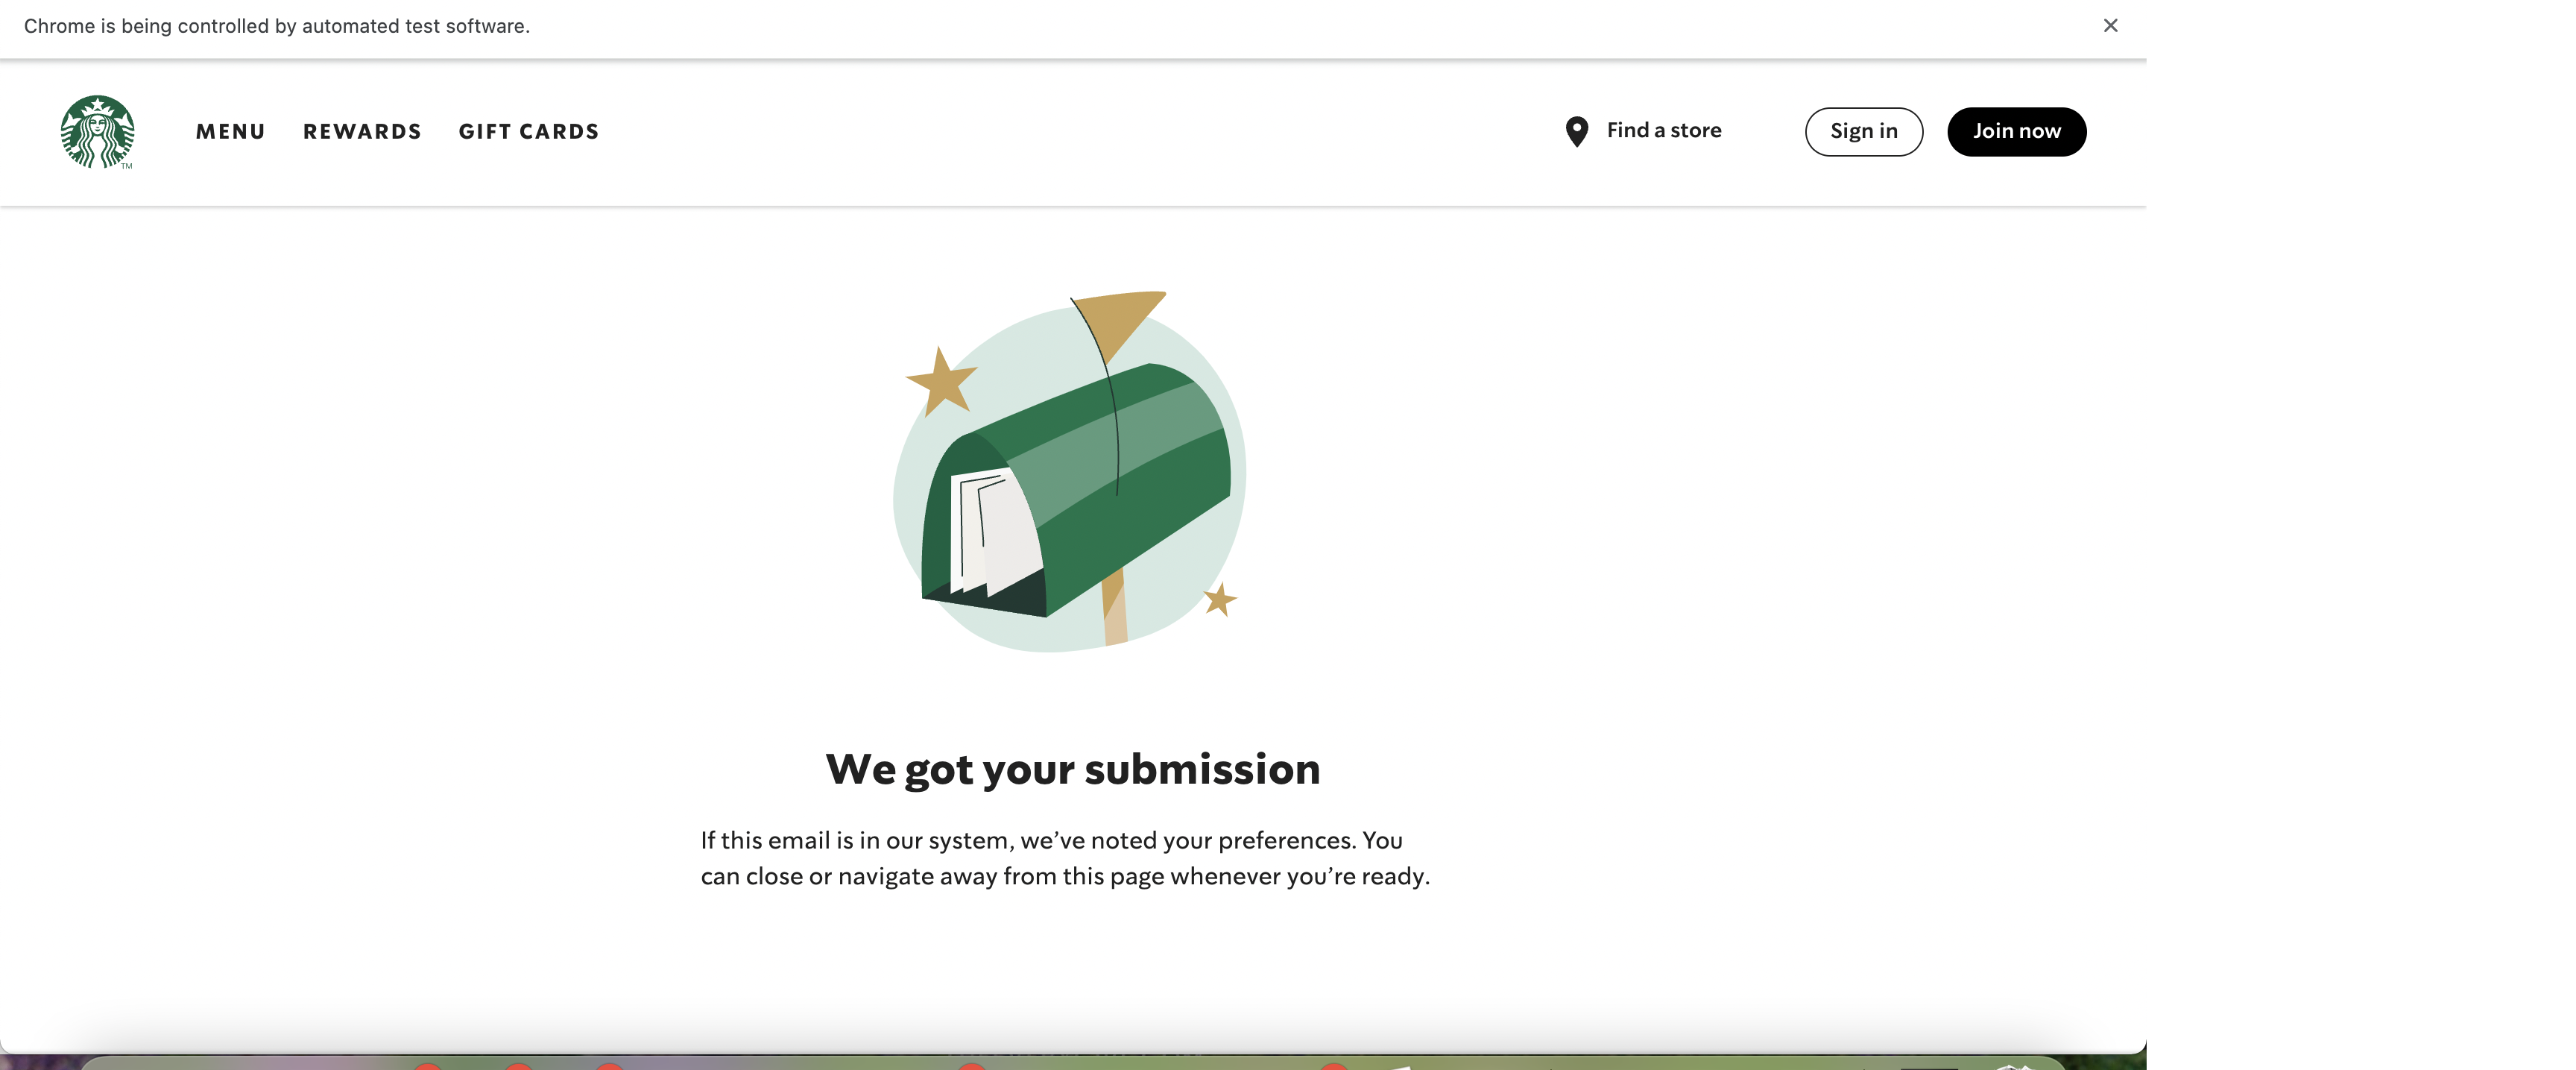 Chrome is being controlled by automated test software.
MENU REWARDS GIFT CARDS Find a store Sign in Join now
TM
We got your submission
If this email is in our system, we’ve noted your preferences. You
can close or navigate away from this page whenever you’re ready.